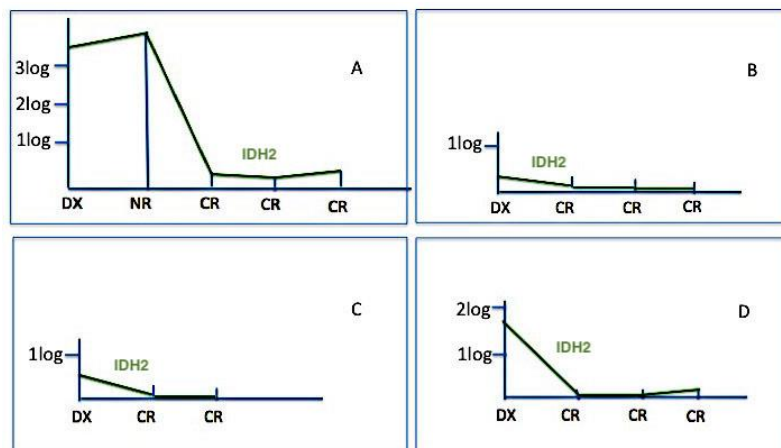 A
3log
2log
1log
IDH2
DX NR CR CR CR
B
1log
IDH2
DX CR CR CR
C
1log
IDH2
DX CR CR
D
2log
1log
IDH2
DX CR CR CR